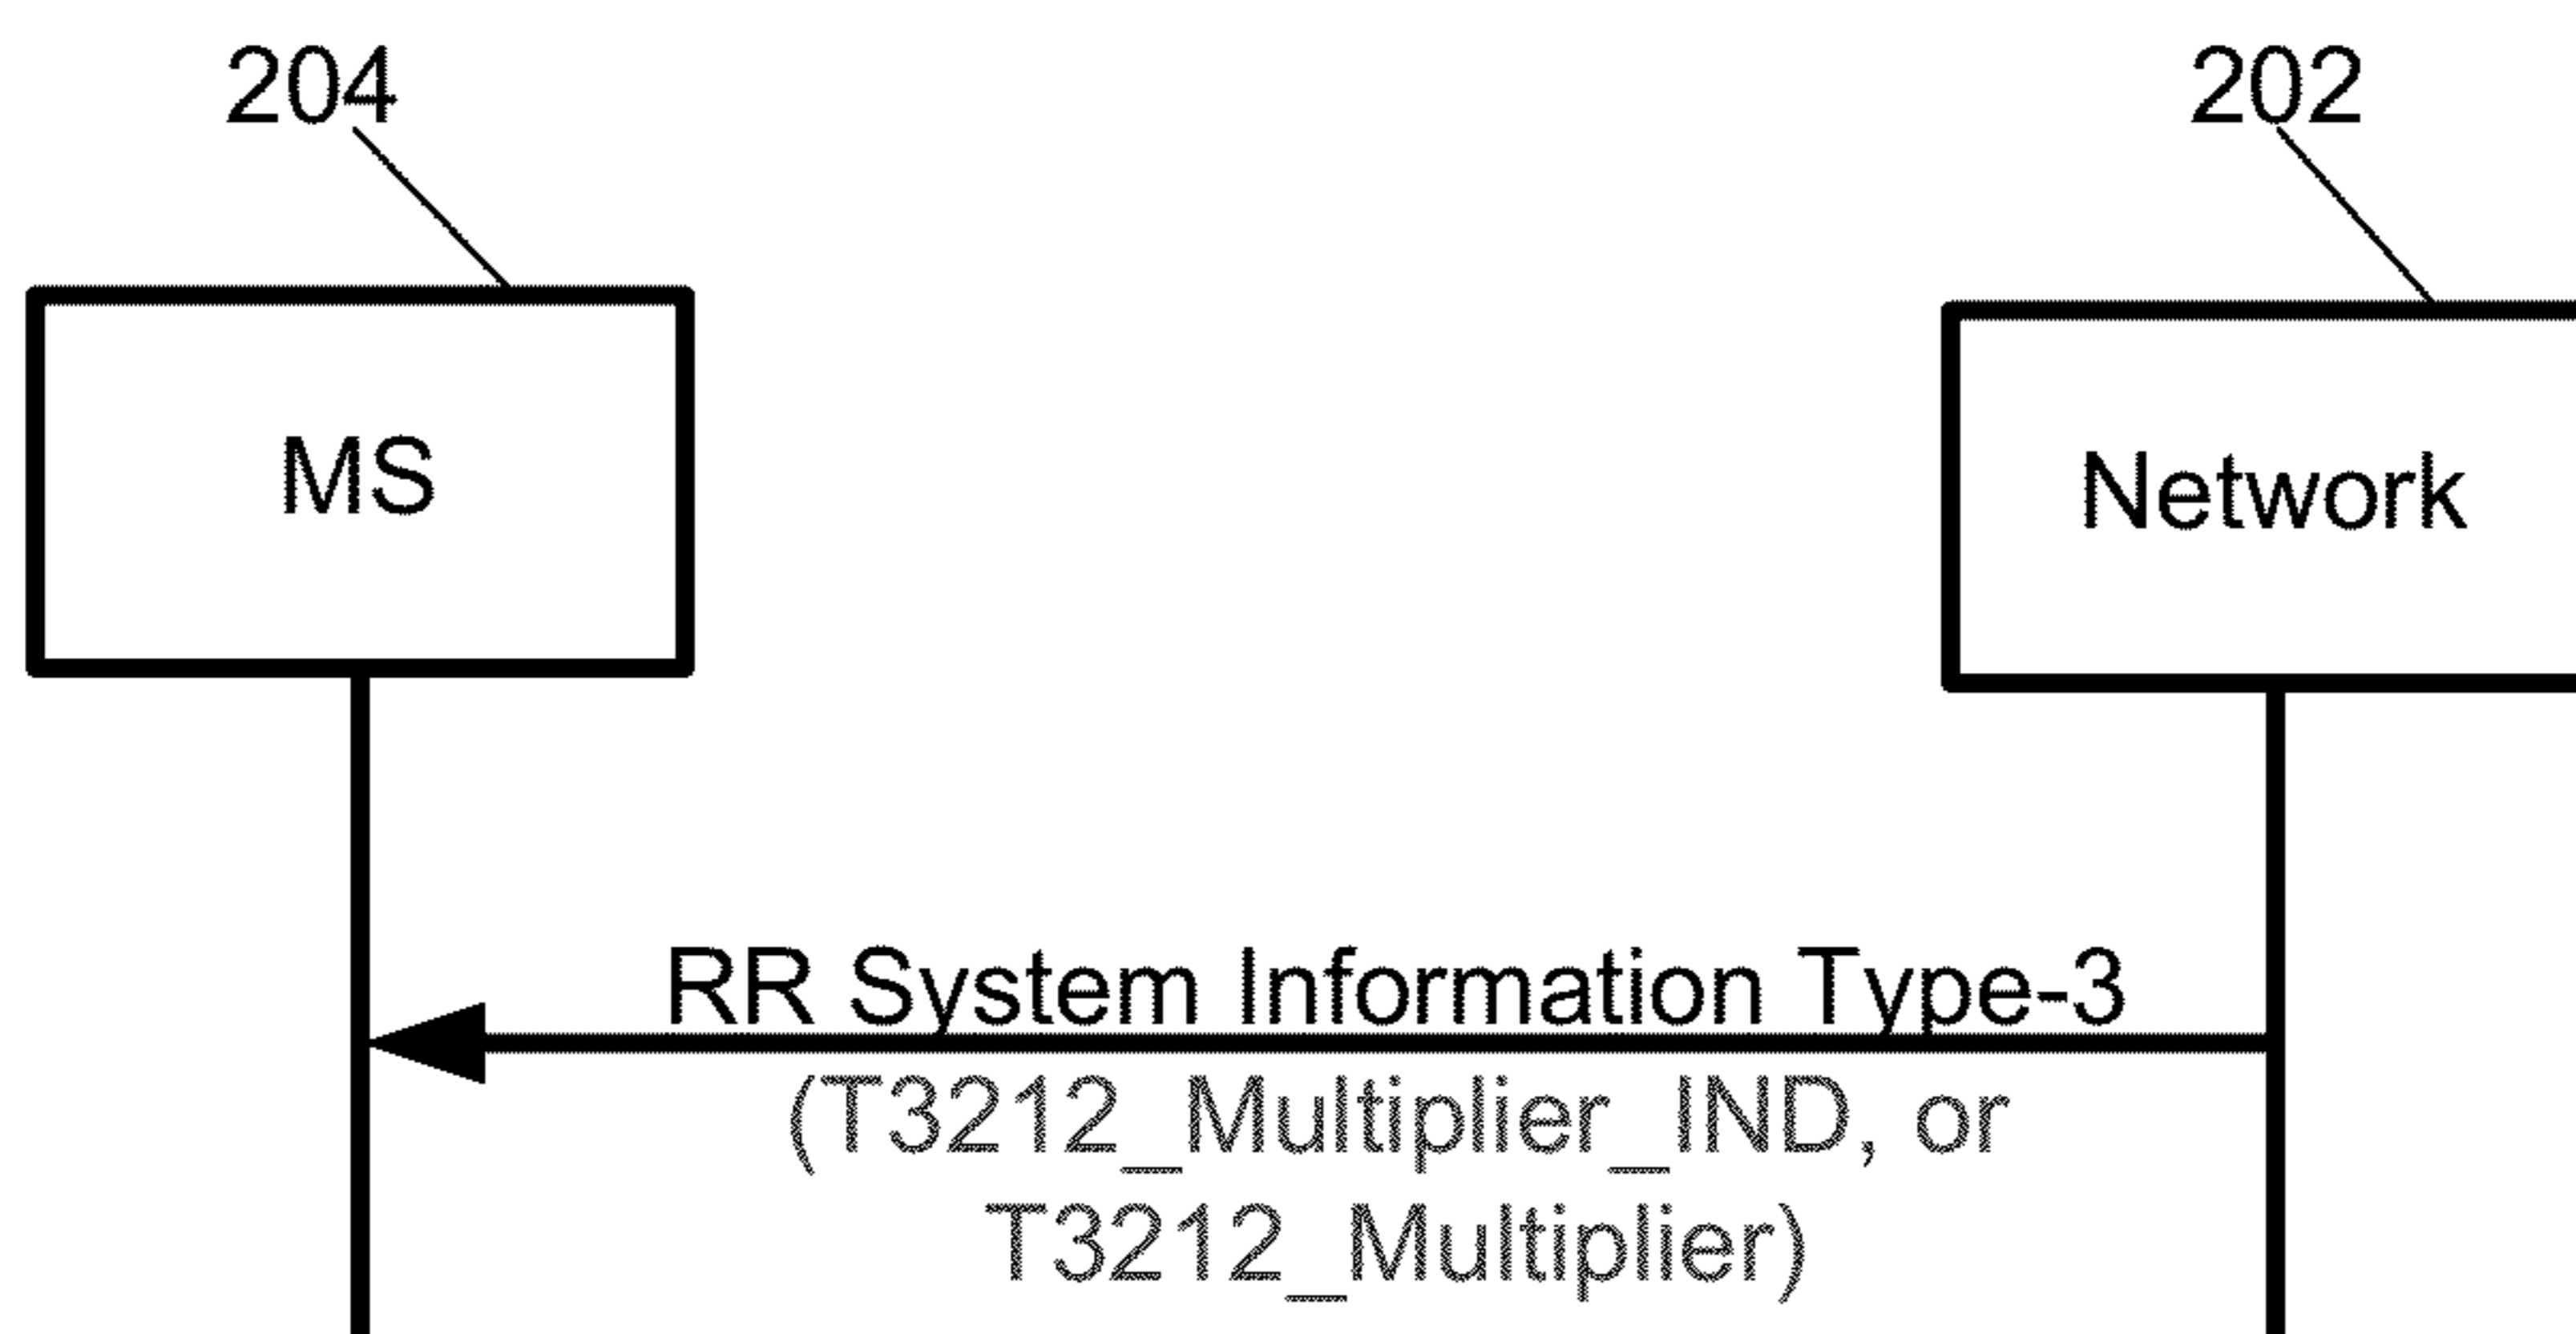 204
202
MS
Network
RR System Information Type-3
(T3212_Multiplier_IND, or
T3212_Multiplier)